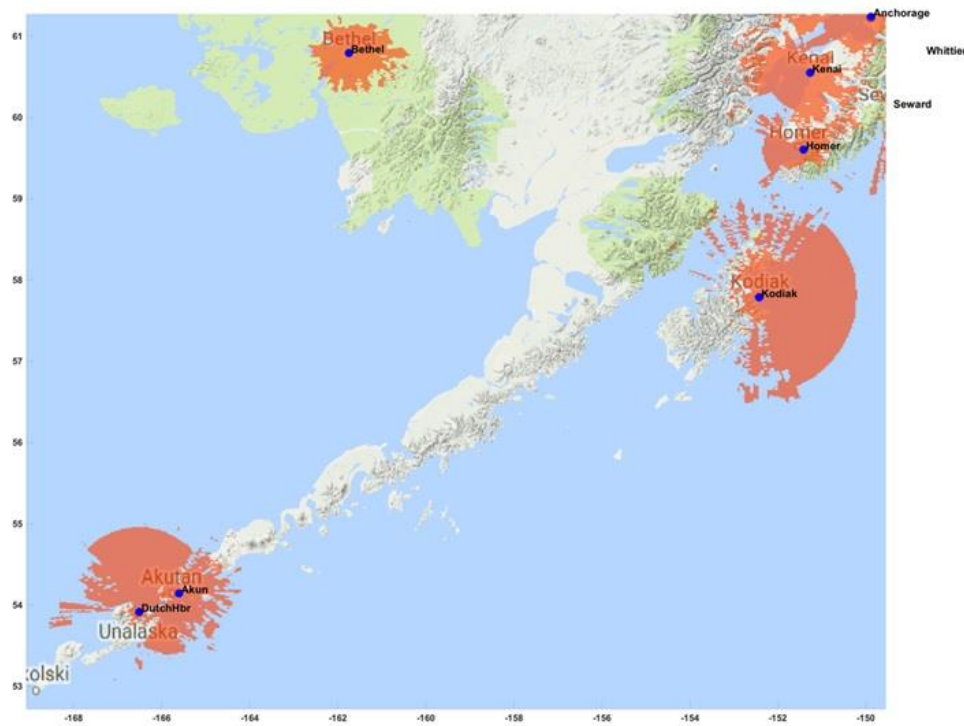 61
Anchorage
Bethel
Bethel
Whittier
Kenai
Kenai
Seward
60
Homer
Homer
59
58
Kodiak
Kodiak
57
56
55
Akutan
Akun
54
DutchHbr
Unalaska
olski
53
-168
-166
-164
-162
-160
-158
-156
-154
-152
-150